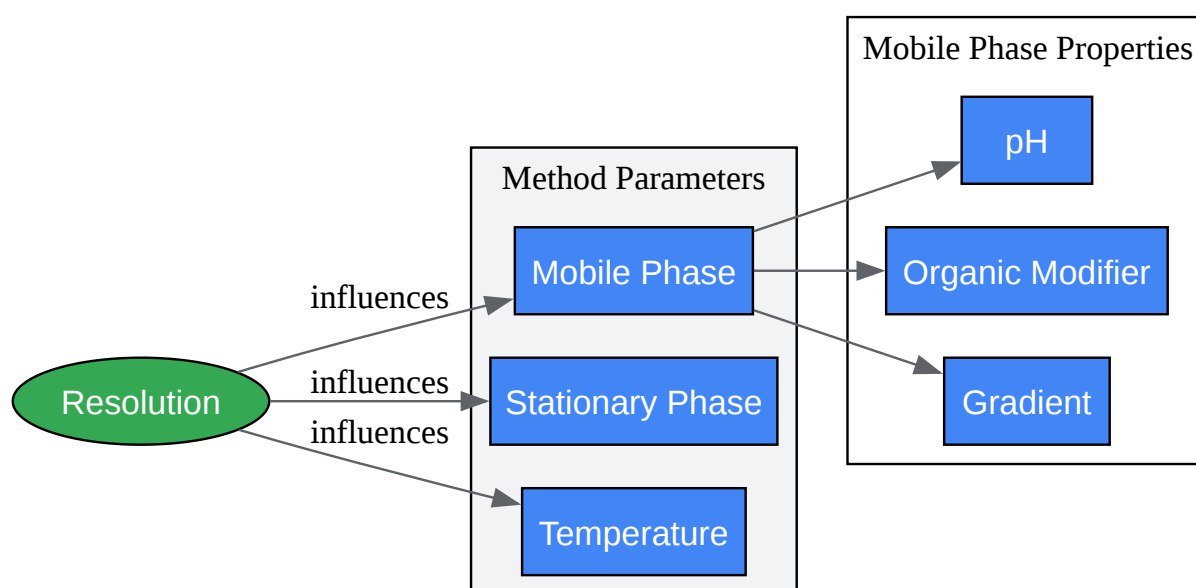 Mobile Phase Properties
pH
Method Parameters
Mobile Phase
Organic Modifier
influences
Resolution
influences
Stationary Phase
Gradient
influences
Temperature